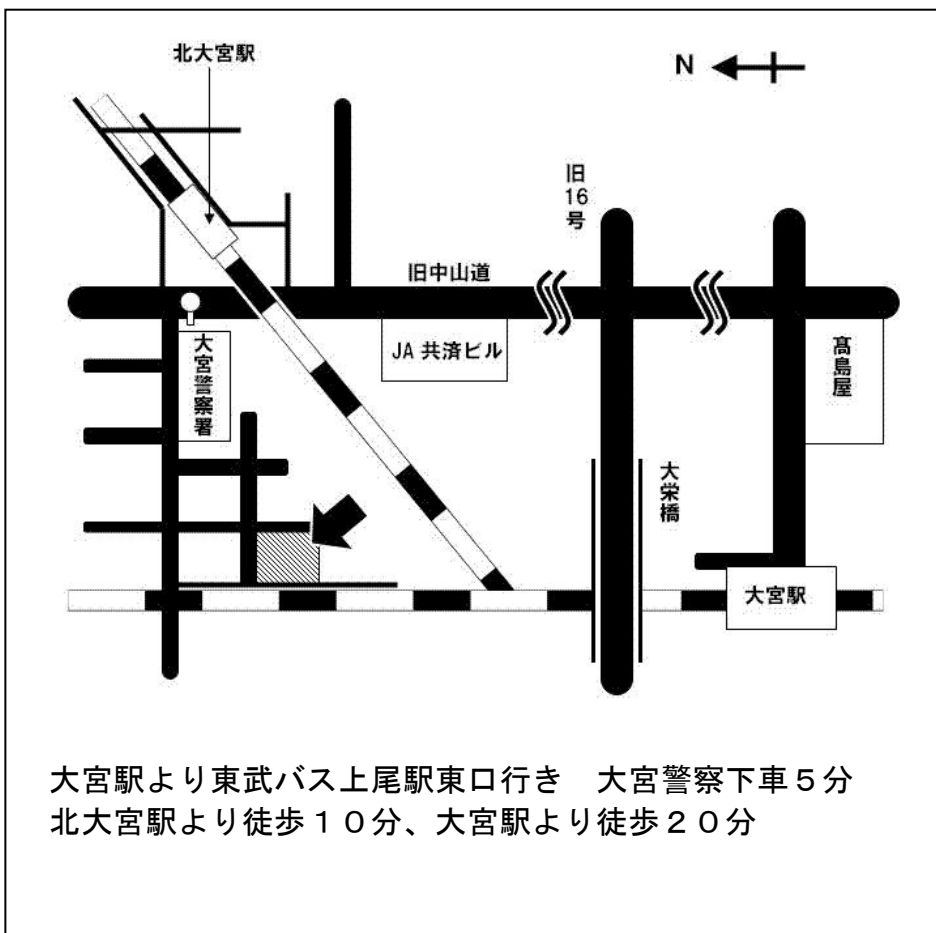 北大宮駅
N
旧16号
旧中山道
大宮警察署
JA 共済ビル
髙島屋
大栄橋
大宮駅
大宮駅より東武バス上尾駅東口行き　大宮警察下車５分
北大宮駅より徒歩１０分、大宮駅より徒歩２０分